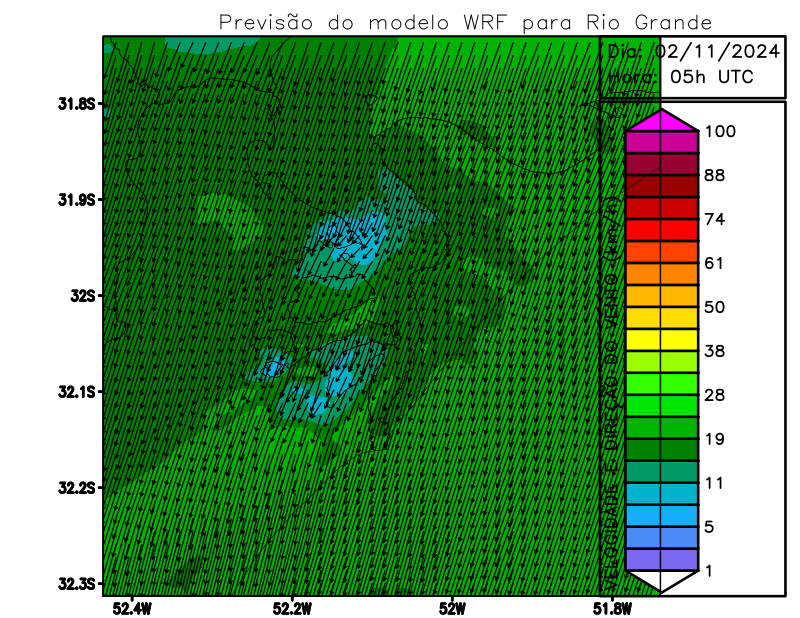 Previsão do modelo WRF para Rio Grande
Dia: 02/11/2024
Hora: 05h UTC
31.8S
31.9S
32S
32.1S
32.2S
32.3S
52.4W
52.2W
52W
51.8W
VELOCIDADE E DIREÇÃO DO VENTO (km/h)
100
88
74
61
50
38
28
19
11
5
1